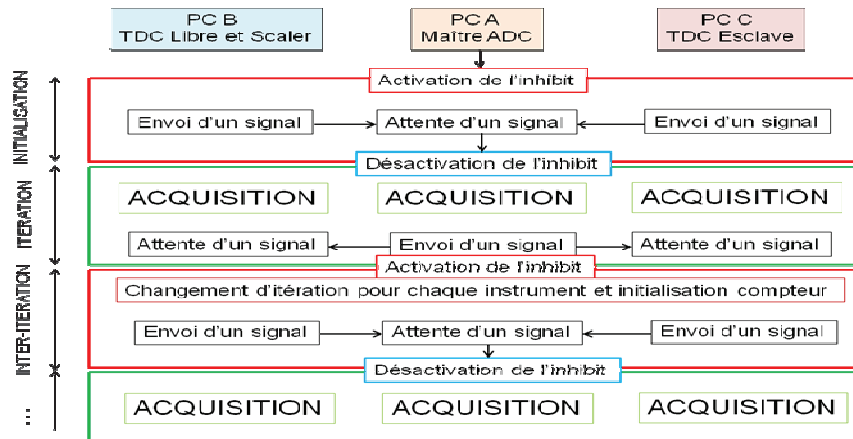 PC B
TDC Libre et Scaler
PC A
Maître ADC
PC C
TDC Esclave
INITIALISATION
Activation de l'inhibit
Envoi d'un signal
Attente d'un signal
Envoi d'un signal
Désactivation de l'inhibit
ITERATION
ACQUISITION
ACQUISITION
ACQUISITION
Attente d'un signal
Envoi d'un signal
Attente d'un signal
Activation de l'inhibit
INTER-ITERATION
Changement d'itération pour chaque instrument et initialisation compteur
Envoi d'un signal
Attente d'un signal
Envoi d'un signal
Désactivation de l'inhibit
...
ACQUISITION
ACQUISITION
ACQUISITION